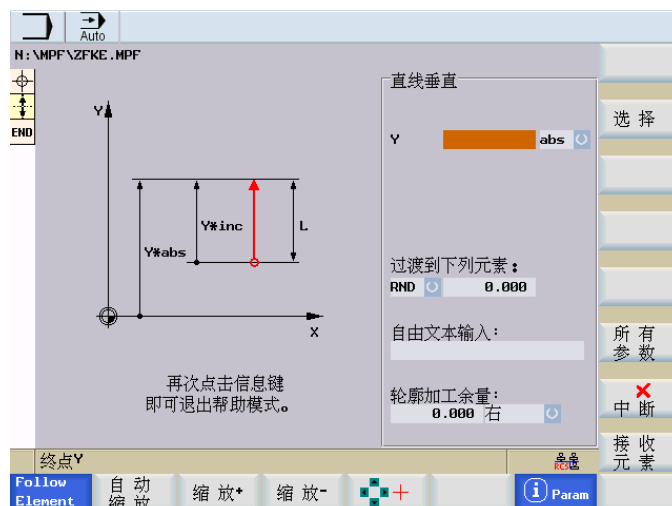 Auto
N:\MPF\ZFKE.MPF
END
Y
Y*inc
L
Y*abs
X
再次点击信息键
即可退出帮助模式。
直线垂直
Y abs
过渡到下列元素：
RND 0.000
自由文本输入：
轮廓加工余量：
0.000 右
选择
所有
参数
中断
接收
元素
终点Y
RCS
Follow
Element
自动
缩放
缩放+
缩放-
i Param